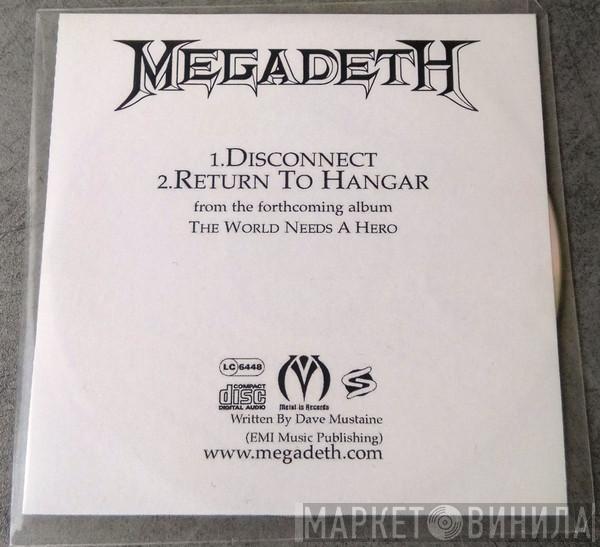 MEGADETH
1.DISCONNECT
2.RETURN TO HANGAR
from the forthcoming album
THE WORLD NEEDS A HERO
LC 6448
COMPACT
disc
DIGITAL AUDIO
Metal-is Records
Written By Dave Mustaine
(EMI Music Publishing)
www.megadeth.com
МАРКЕТ ВИНИЛА